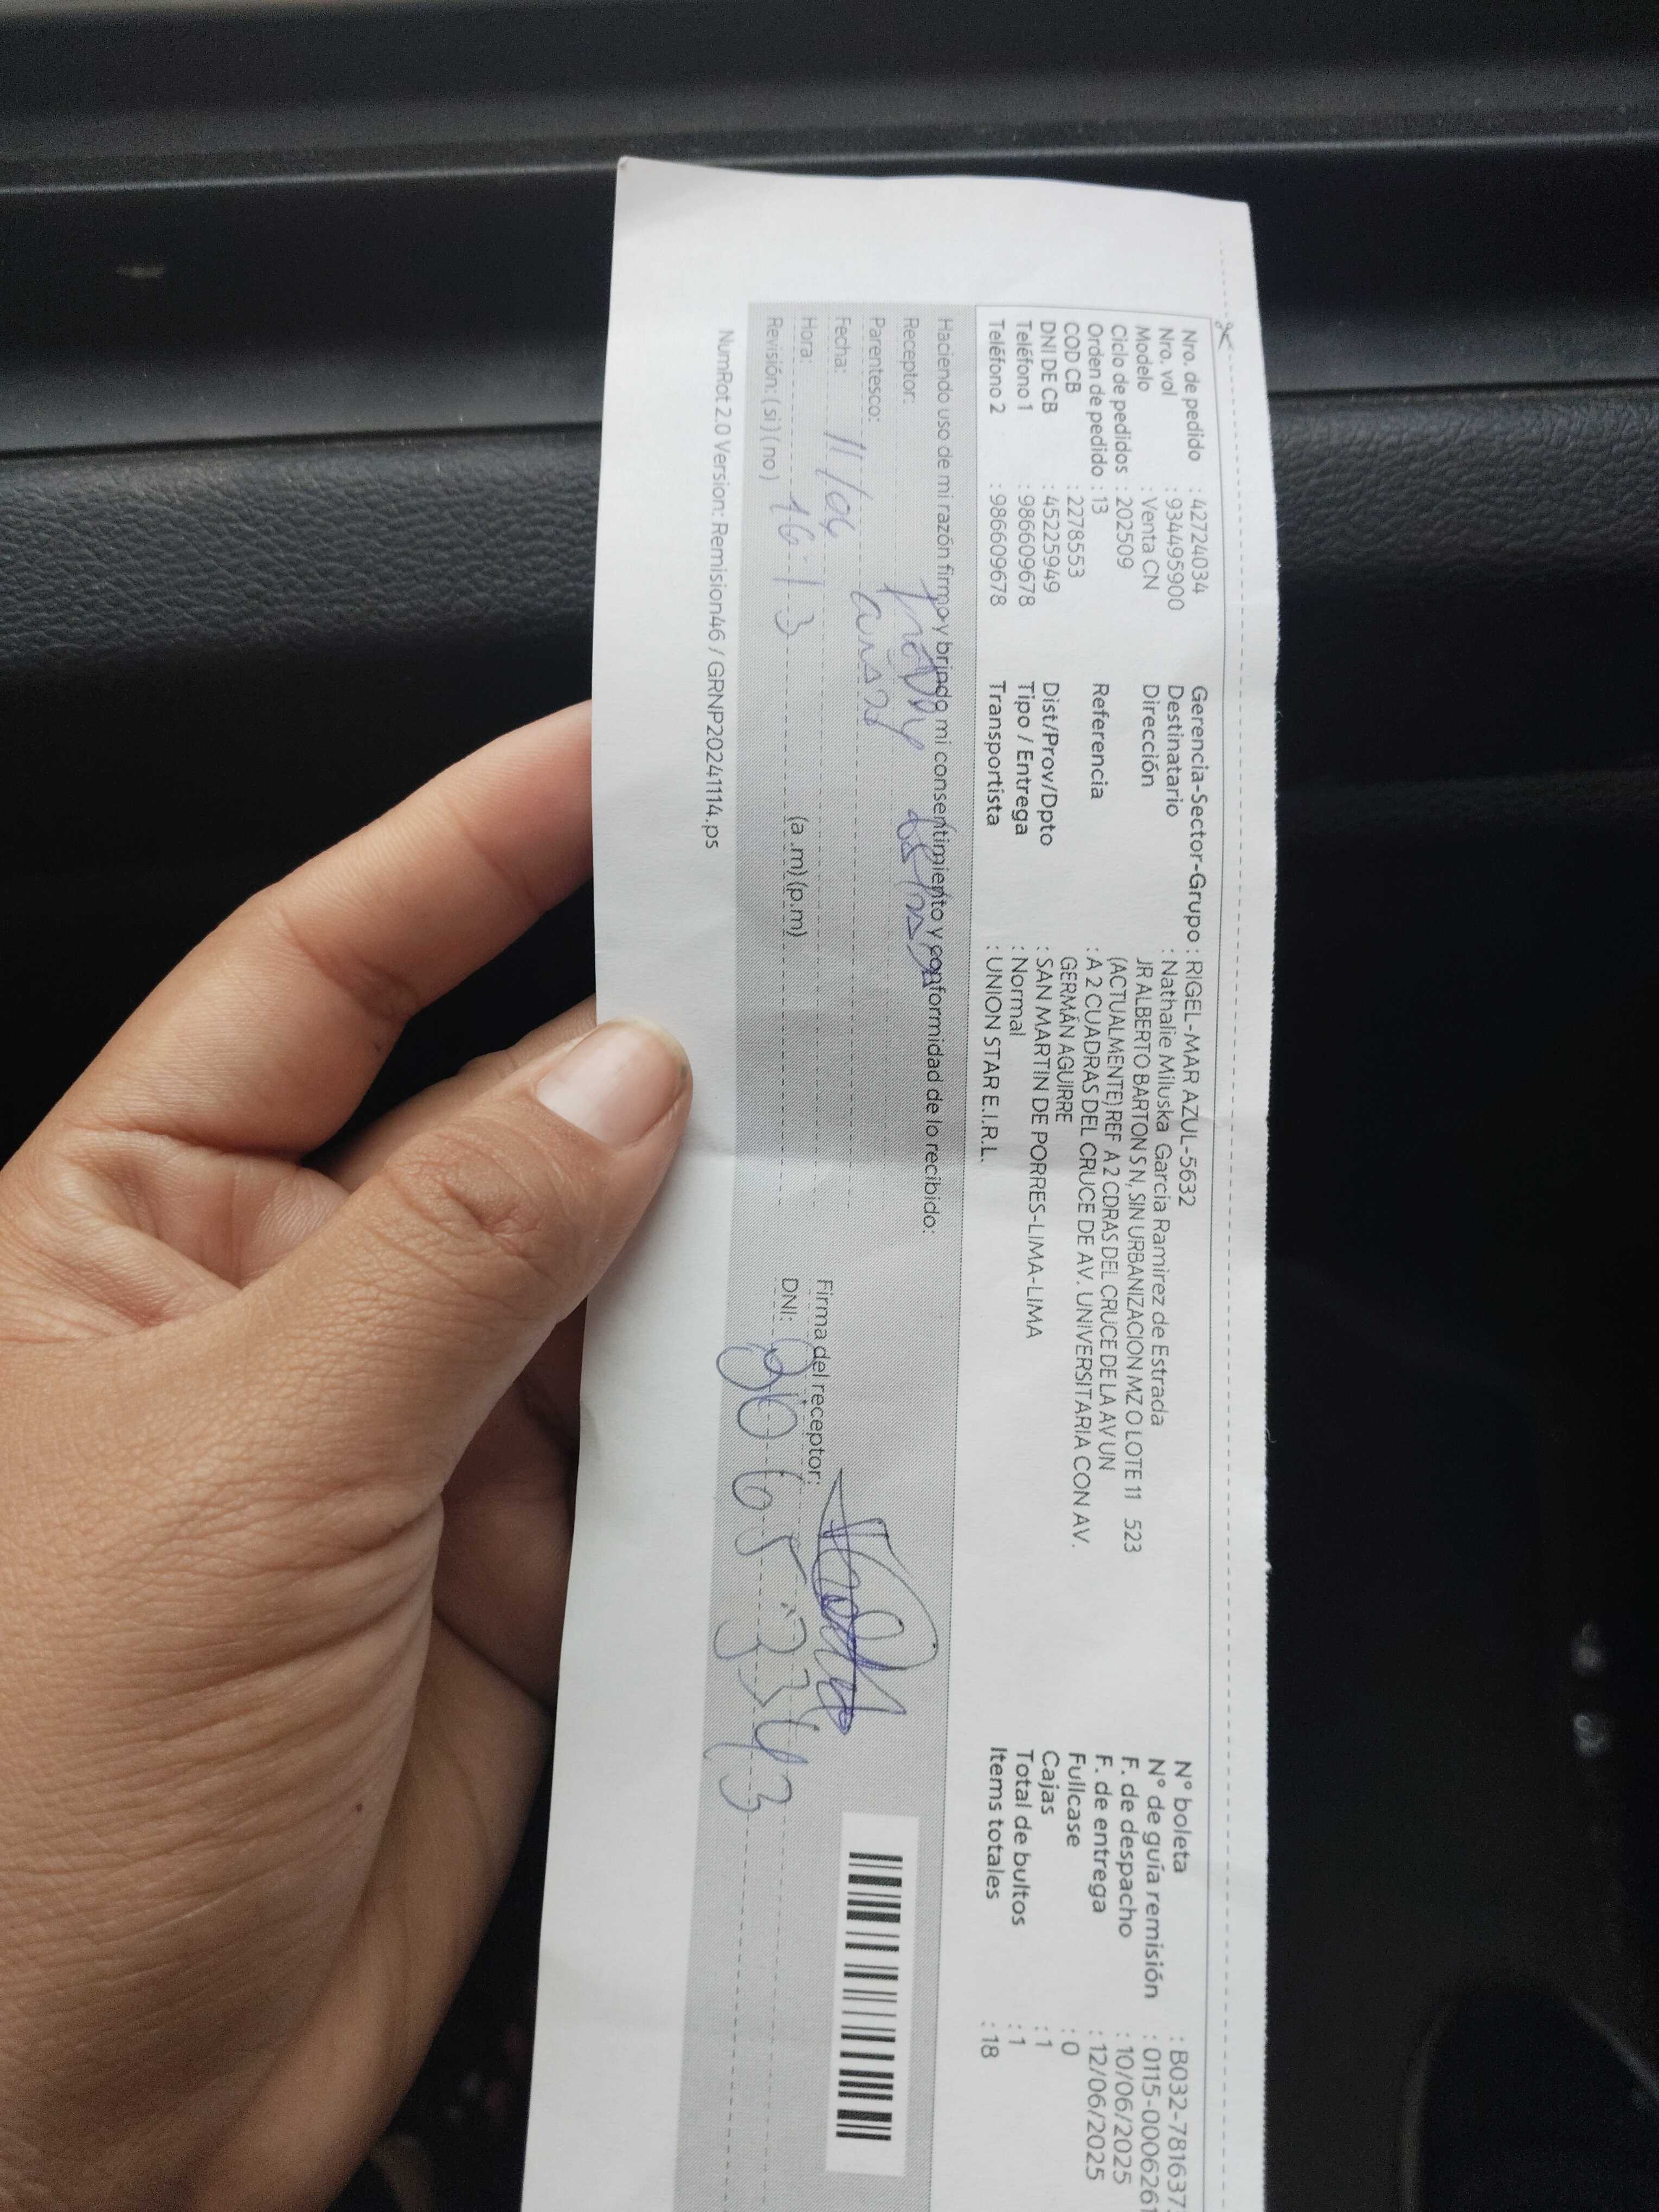 Nro. de pedido : 42724034
Nro. vol : 934495900
Modelo : Venta CN
Ciclo de pedidos : 202509
Orden de pedido : 13
COD CB : 2278553
DNI DE CB : 45225949
Teléfono 1 : 986609678
Teléfono 2 : 986609678
Gerencia-Sector-Grupo : RIGEL-MAR AZUL-5632
Destinatario : Nathalie Miluska Garcia Ramirez de Estrada
Dirección JR ALBERTO BARTON S N, SIN URBANIZACION MZ O LOTE 11 523
(ACTUALMENTE) REF A 2 CDRAS DEL CRUCE DE LA AV UN
Referencia : A 2 CUADRAS DEL CRUCE DE AV. UNIVERSITARIA CON AV.
GERMÁN AGUIRRE
Dist/Prov/Dpto : SAN MARTIN DE PORRES-LIMA-LIMA
Tipo / Entrega : Normal
Transportista : UNION STAR E.I.R.L.
N° boleta : B032-7816373
N° de guía remisión : 0115-0006261
F. de despacho : 10/06/2025
F. de entrega : 12/06/2025
Fullcase : 0
Cajas : 1
Total de bultos : 1
Items totales : 18
Haciendo uso de mi razón firmo y brindo mi consentimiento y conformidad de lo recibido:
Receptor:
Parentesco:
Fecha: 11/06
Hora: 16:13 (a .m) (p.m)
Revisión: ( si ) ( no )
Firma del receptor:
DNI:
NumRot 2.0 Version: Remision46 / GRNP20241114.ps